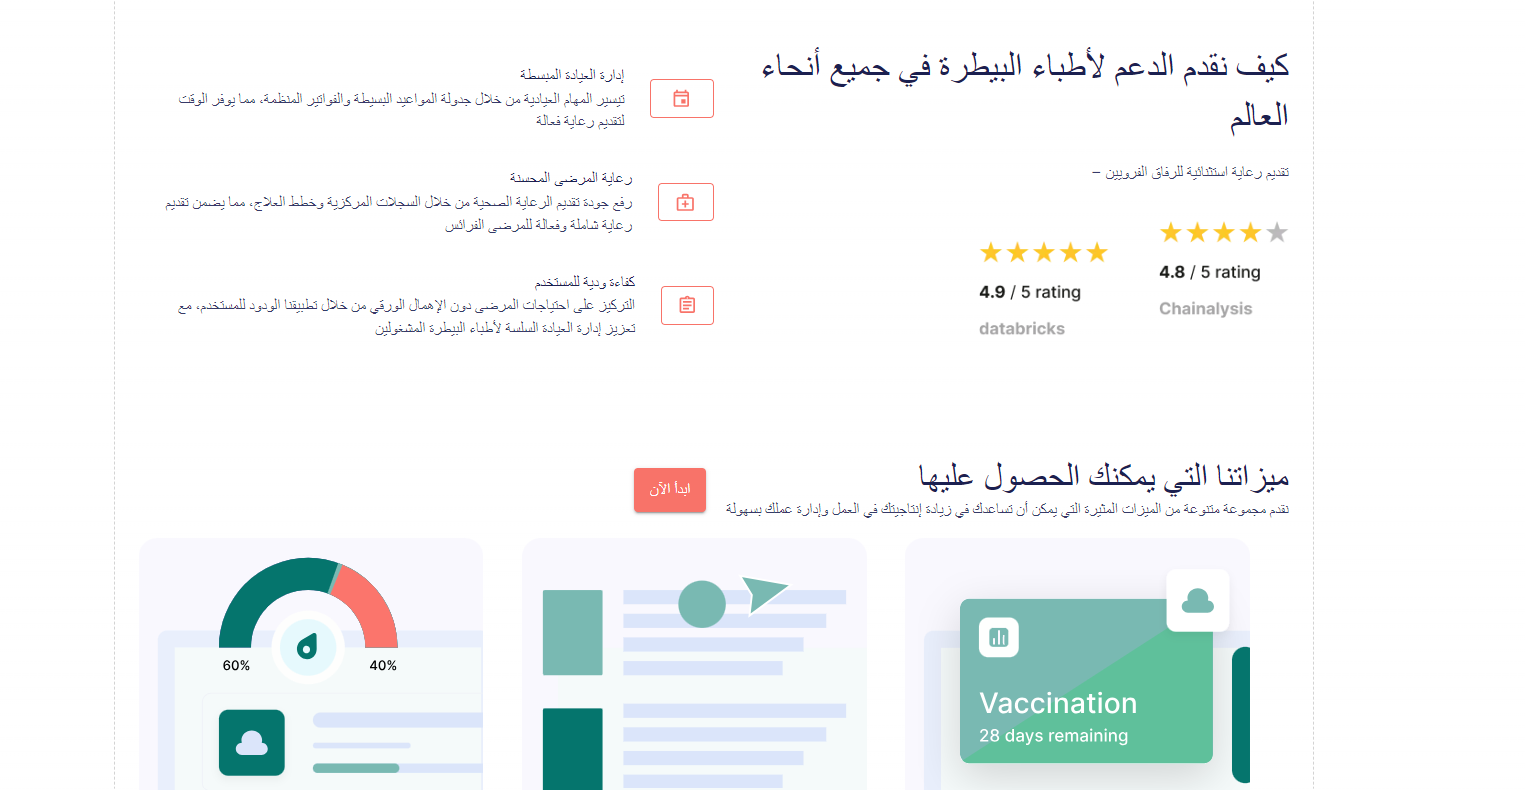 كيف نقدم الدعم لأطباء البيطرة في جميع أنحاء
العالم
تقديم رعاية استثنائية للرفاق الفرويين –
4.8 / 5 rating
Chainalysis
4.9 / 5 rating
databricks
إدارة العيادة المبسطة
تيسير المهام العيادية من خلال جدولة المواعيد البسيطة والفواتير المنظمة، مما يوفر الوقت
لتقديم رعاية فعالة
رعاية المرضى المحسنة
رفع جودة تقديم الرعاية الصحية من خلال السجلات المركزية وخطط العلاج، مما يضمن تقديم
رعاية شاملة وفعالة للمرضى الفرائس
كفاءة ودية للمستخدم
التركيز على احتياجات المرضى دون الإهمال الورقي من خلال تطبيقنا الودود للمستخدم، مع
تعزيز إدارة العيادة السلسة لأطباء البيطرة المشغولين
ميزاتنا التي يمكنك الحصول عليها
نقدم مجموعة متنوعة من الميزات المثيرة التي يمكن أن تساعدك في زيادة إنتاجيتك في العمل وإدارة عملك بسهولة
ابدأ الآن
Vaccination
28 days remaining
60%
40%